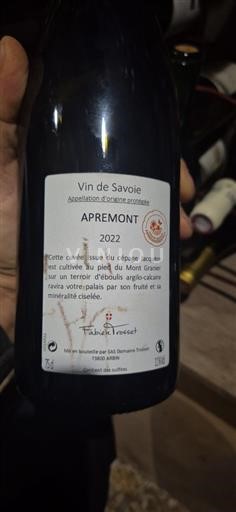 Vin de Savoie
Appellation d'origine protégée
APREMONT
2022
Cette cuvée issue du cépage Jacquère
est cultivée au pied du Mont Granier
sur un terroir d'éboulis argilo-calcaire
ravira votre palais par son fruité et sa
minéralité ciselée.
Fabien Trosset
Mis en bouteille par SAS Domaine Trosset
73800 ARBIN
75cl
Contient des sulfites